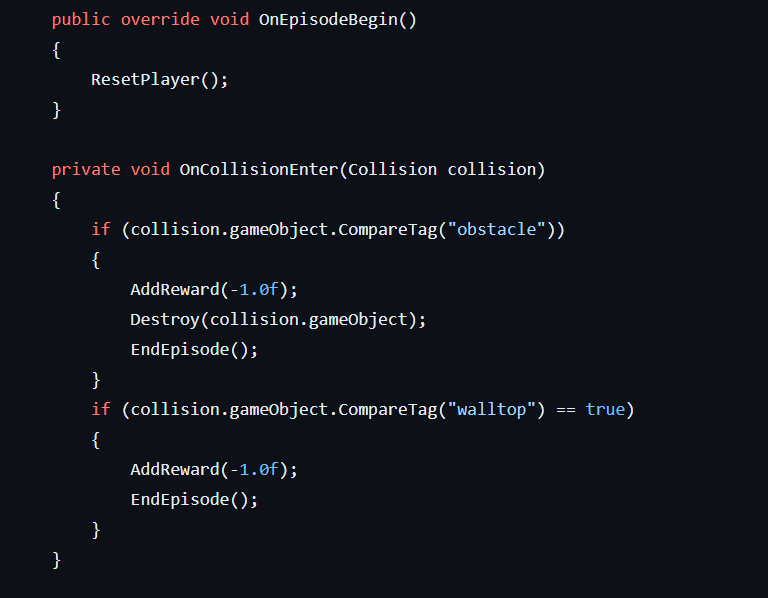 public override void OnEpisodeBegin()
{
ResetPlayer();
}
private void OnCollisionEnter(Collision collision)
{
if (collision.gameObject.CompareTag("obstacle"))
{
AddReward(-1.0f);
Destroy(collision.gameObject);
EndEpisode();
}
if (collision.gameObject.CompareTag("walltop") == true)
{
AddReward(-1.0f);
EndEpisode();
}
}